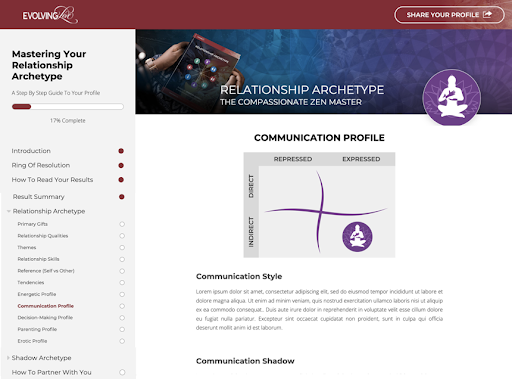 EVOLVING Love
SHARE YOUR PROFILE
Mastering Your
Relationship
Archetype
A Step By Step Guide To Your Profile
17% Complete
Introduction
Ring Of Resolution
How To Read Your Results
Result Summary
Relationship Archetype
Primary Gifts
Relationship Qualities
Themes
Relationship Skills
Reference (Self vs Other)
Tendencies
Energetic Profile
Communication Profile
Decision-Making Profile
Parenting Profile
Erotic Profile
Shadow Archetype
How To Partner With You
RELATIONSHIP ARCHETYPE
THE COMPASSIONATE ZEN MASTER
COMMUNICATION PROFILE
REPRESSED EXPRESSED
DIRECT
INDIRECT
Communication Style
Lorem ipsum dolor sit amet, consectetur adipiscing elit, sed do eiusmod tempor incididunt ut labore et
dolore magna aliqua. Ut enim ad minim veniam, quis nostrud exercitation ullamco laboris nisi ut aliquip ex
ea commodo consequat.. Duis aute irure dolor in reprehenderit in voluptate velit esse cillum dolore
eu fugiat nulla pariatur. Excepteur sint occaecat cupidatat non proident, sunt in culpa qui officia
deserunt mollit anim id est laborum.
Communication Shadow